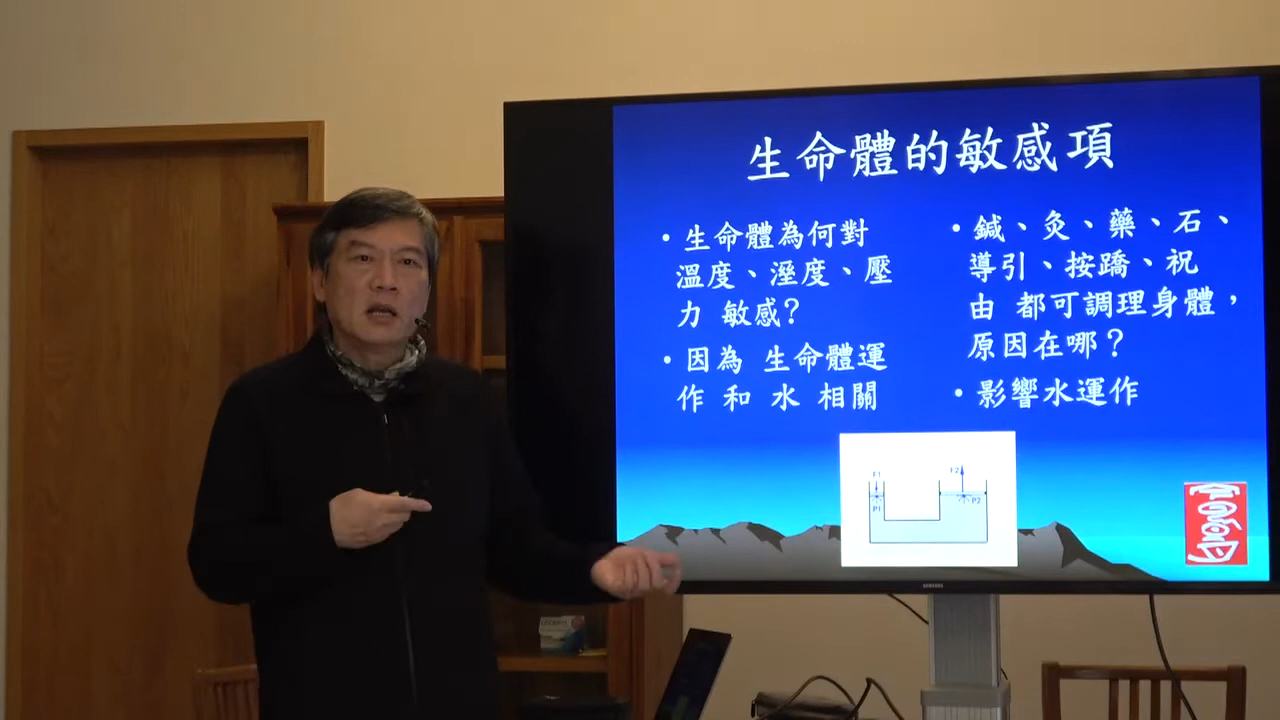 生命體的敏感項
• 生命體為何對
溫度、溼度、壓
力 敏感?
• 因為 生命體運
作 和 水 相關
• 鍼、灸、藥、石、
導引、按蹻、祝
由 都可調理身體，
原因在哪？
• 影響水運作
F1
P1
F2
P2
SAMSUNG